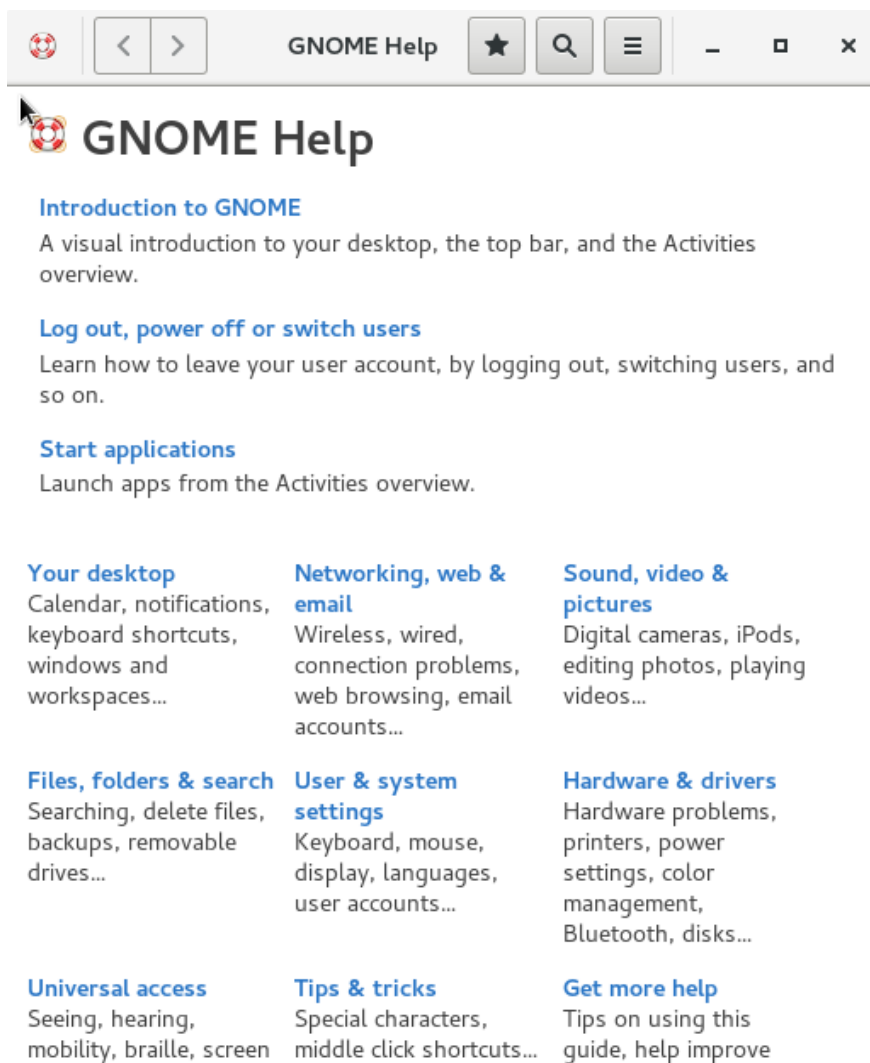 GNOME Help
GNOME Help
Introduction to GNOME
A visual introduction to your desktop, the top bar, and the Activities
overview.
Log out, power off or switch users
Learn how to leave your user account, by logging out, switching users, and
so on.
Start applications
Launch apps from the Activities overview.
Your desktop
Calendar, notifications,
keyboard shortcuts,
windows and
workspaces...
Networking, web &
email
Wireless, wired,
connection problems,
web browsing, email
accounts...
Sound, video &
pictures
Digital cameras, iPods,
editing photos, playing
videos...
Files, folders & search
Searching, delete files,
backups, removable
drives...
User & system
settings
Keyboard, mouse,
display, languages,
user accounts...
Hardware & drivers
Hardware problems,
printers, power
settings, color
management,
Bluetooth, disks...
Universal access
Seeing, hearing,
mobility, braille, screen
Tips & tricks
Special characters,
middle click shortcuts...
Get more help
Tips on using this
guide, help improve